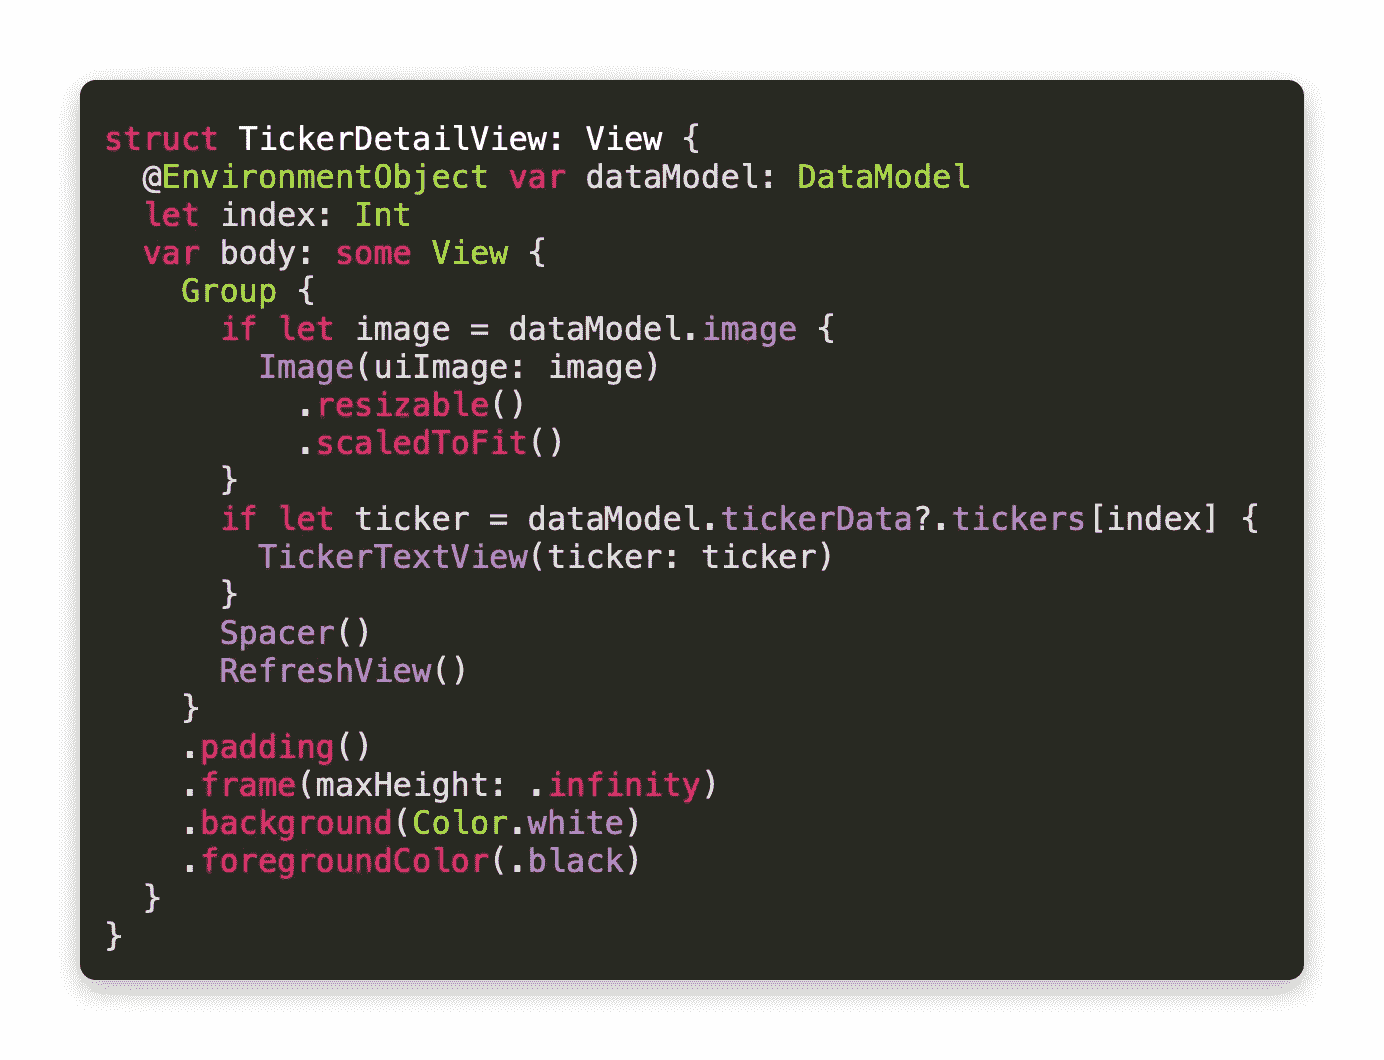 struct TickerDetailView: View {
  @EnvironmentObject var dataModel: DataModel
  let index: Int
  var body: some View {
    Group {
      if let image = dataModel.image {
        Image(uiImage: image)
          .resizable()
          .scaledToFit()
      }
      if let ticker = dataModel.tickerData?.tickers[index] {
        TickerTextView(ticker: ticker)
      }
      Spacer()
      RefreshView()
    }
    .padding()
    .frame(maxHeight: .infinity)
    .background(Color.white)
    .foregroundColor(.black)
  }
}